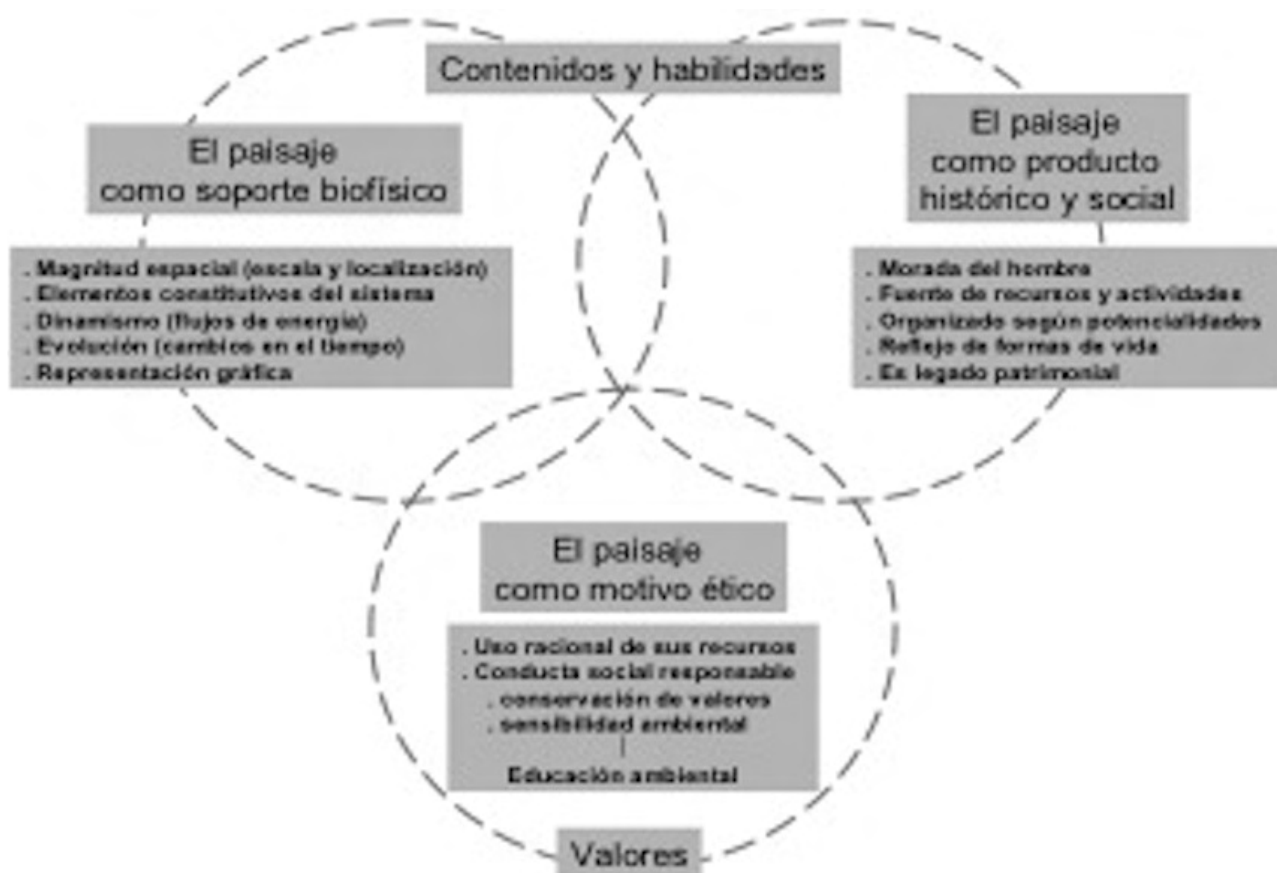 Contenidos y habilidades
El paisaje
como soporte biofísico
. Magnitud espacial (escala y localización)
. Elementos constitutivos del sistema
. Dinamismo (flujos de energía)
. Evolución (cambios en el tiempo)
. Representación gráfica
El paisaje
como producto
histórico y social
. Morada del hombre
. Fuente de recursos y actividades
. Organizado según potencialidades
. Reflejo de formas de vida
. Es legado patrimonial
El paisaje
como motivo ético
. Uso racional de sus recursos
. Conducta social responsable
. conservación de valores
. sensibilidad ambiental
Educación ambiental
Valores